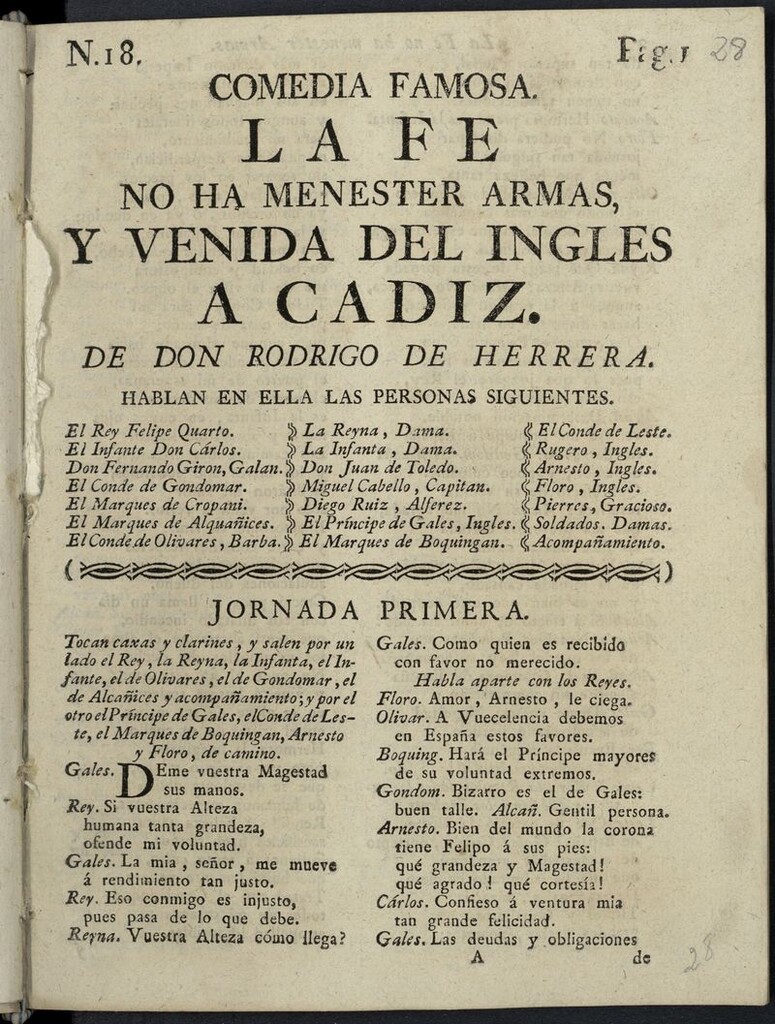 N.18. Pag. 1 28
COMEDIA FAMOSA.
LA FE
NO HA MENESTER ARMAS,
Y VENIDA DEL INGLES
A CADIZ.
DE DON RODRIGO DE HERRERA.
HABLAN EN ELLA LAS PERSONAS SIGUIENTES.
El Rey Felipe Quarto.
El Infante Don Cárlos.
Don Fernando Giron, Galan.
El Conde de Gondomar.
El Marques de Cropani.
El Marques de Alquañices.
El Conde de Olivares, Barba.
La Reyna, Dama.
La Infanta, Dama.
Don Juan de Toledo.
Miguel Cabello, Capitan.
Diego Ruiz, Alferez.
El Príncipe de Gales, Ingles.
El Marques de Boquingan.
El Conde de Leste.
Rugero, Ingles.
Arnesto, Ingles.
Floro, Ingles.
Pierres, Gracioso.
Soldados. Damas.
Acompañamiento.
JORNADA PRIMERA.
Tocan caxas y clarines, y salen por un
lado el Rey, la Reyna, la Infanta, el In-
fante, el de Olivares, el de Gondomar, el
de Alcañices y acompañamiento; y por el
otro el Príncipe de Gales, el Conde de Les-
te, el Marques de Boquingan, Arnesto
y Floro, de camino.
Gales. DEme vuestra Magestad
sus manos.
Rey. Si vuestra Alteza
humana tanta grandeza,
ofende mi voluntad.
Gales. La mia, señor, me mueve
á rendimiento tan justo.
Rey. Eso conmigo es injusto,
pues pasa de lo que debe.
Reyna. Vuestra Alteza cómo llega?
Gales. Como quien es recibido
con favor no merecido.
Habla aparte con los Reyes.
Floro. Amor, Arnesto, le ciega.
Olivar. A Vuecelencia debemos
en España estos favores.
Boquing. Hará el Príncipe mayores
de su voluntad extremos.
Gondom. Bizarro es el de Gales:
buen talle. Alcañ. Gentil persona.
Arnesto. Bien del mundo la corona
tiene Felipo á sus pies:
qué grandeza y Magestad!
qué agrado! qué cortesía!
Cárlos. Confieso á ventura mia
tan grande felicidad.
Gales. Las deudas y obligaciones
A de
28